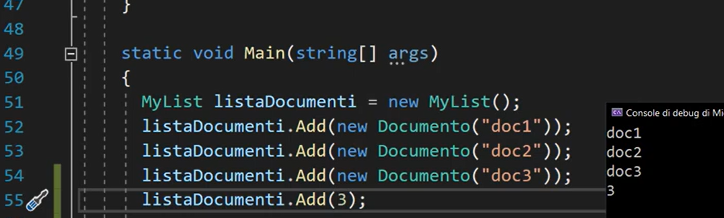 47
}
48
49
static void Main(string[] args)
50
{
51
MyList listaDocumenti = new MyList();
52
listaDocumenti.Add(new Documento("doc1"));
53
listaDocumenti.Add(new Documento("doc2"));
54
listaDocumenti.Add(new Documento("doc3"));
55
listaDocumenti.Add(3);
Console di debug di Mi
doc1
doc2
doc3
3